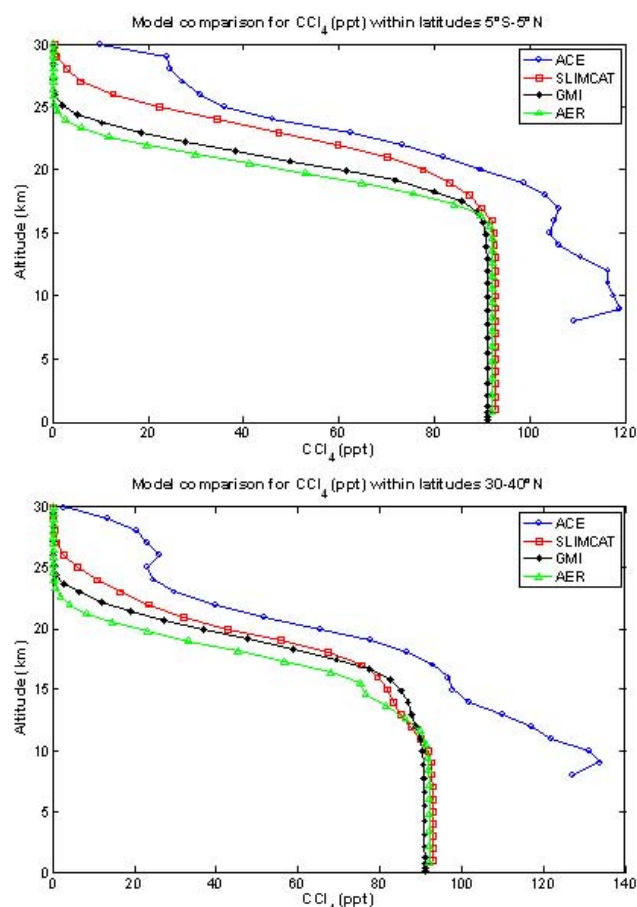 Model comparison for CCl4 (ppt) within latitudes 5°S-5°N
30
25
20
15
10
5
0
Altitude (km)
ACE
SLIMCAT
GMI
AER
0 20 40 60 80 100 120
CCl4 (ppt)
Model comparison for CCl4 (ppt) within latitudes 30-40°N
30
25
20
15
10
5
0
Altitude (km)
ACE
SLIMCAT
GMI
AER
0 20 40 60 80 100 120 140
CCl4 (ppt)